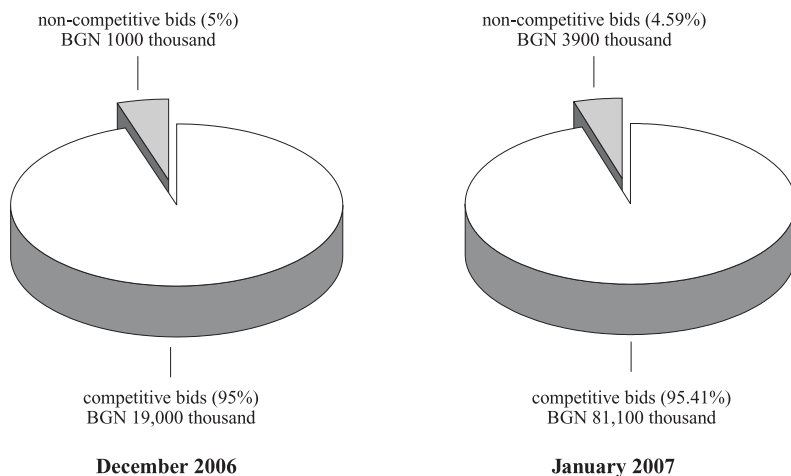 non-competitive bids (5%)
BGN 1000 thousand
non-competitive bids (4.59%)
BGN 3900 thousand
competitive bids (95%)
BGN 19,000 thousand
competitive bids (95.41%)
BGN 81,100 thousand
December 2006
January 2007